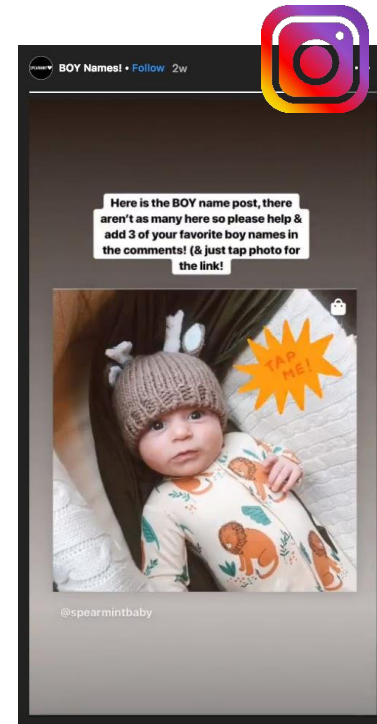 SPEARMINT♥
BOY Names! • Follow 2w
Here is the BOY name post, there
aren't as many here so please help &
add 3 of your favorite boy names in
the comments! (& just tap photo for
the link!
TAP
ME!
@spearmintbaby